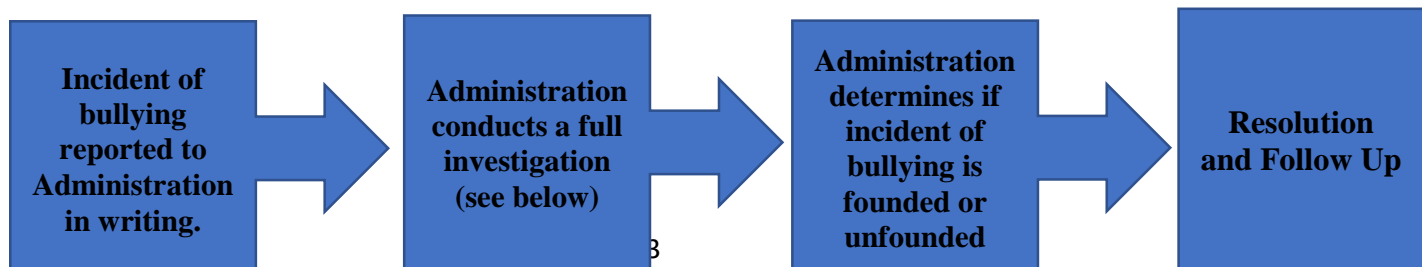 Incident of
bullying
reported to
Administration
in writing.
Administration
conducts a full
investigation
(see below)
Administration
determines if
incident of
bullying is
founded or
unfounded
Resolution
and Follow Up
3